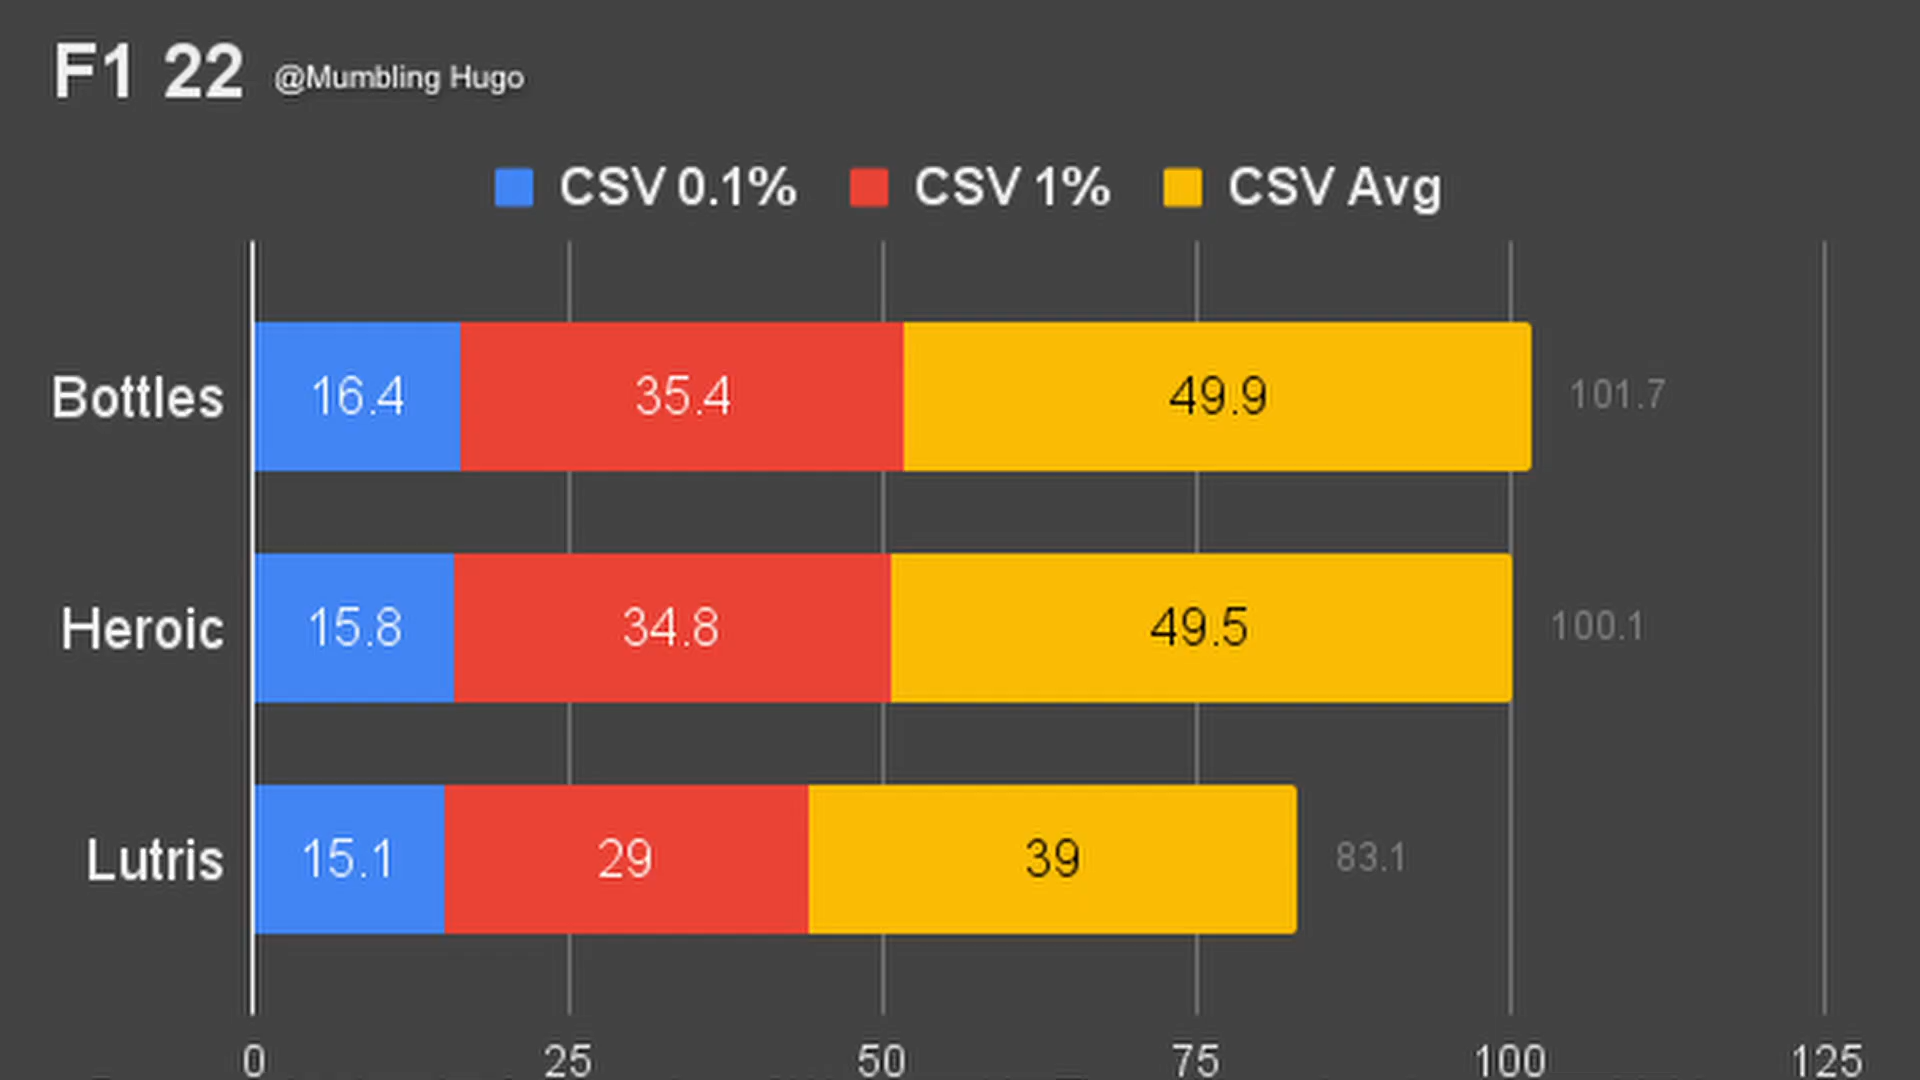 F1 22 @Mumbling Hugo
CSV 0.1% CSV 1% CSV Avg
Bottles 16.4 35.4 49.9 101.7
Heroic 15.8 34.8 49.5 100.1
Lutris 15.1 29 39 83.1
0 25 50 75 100 125